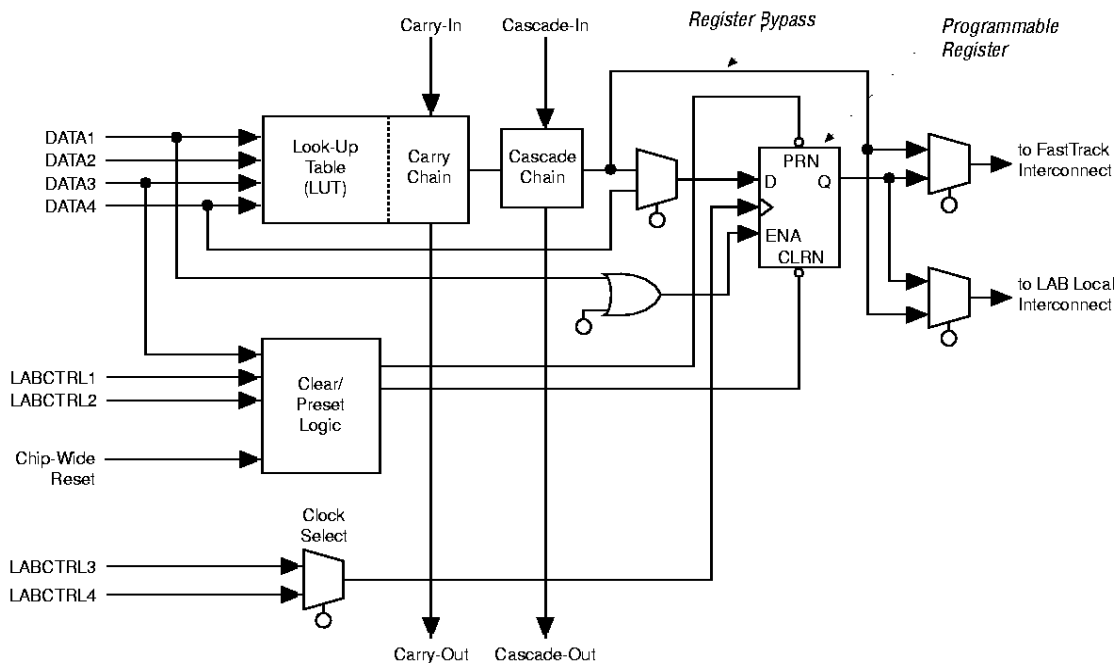 Carry-In
Cascade-In
Register Bypass
Programmable
Register
DATA1
DATA2
DATA3
DATA4
Look-Up
Table
(LUT)
Carry
Chain
Cascade
Chain
PRN
D
Q
ENA
CLRN
to FastTrack
Interconnect
to LAB Local
Interconnect
LABCTRL1
LABCTRL2
Clear/
Preset
Logic
Chip-Wide
Reset
Clock
Select
LABCTRL3
LABCTRL4
Carry-Out
Cascade-Out